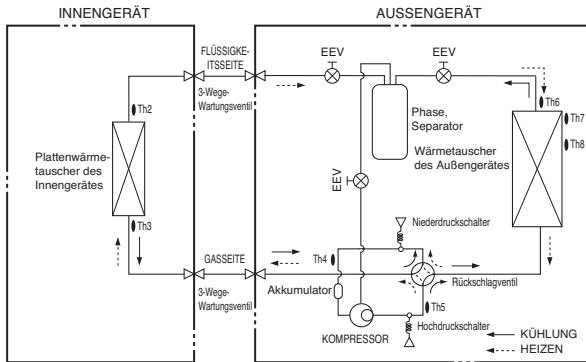 INNENGERÄT
AUSSENGERÄT
FLÜSSIGKE-
ITSSEITE
EEV
EEV
3-Wege-
Wartungsventil
Th2
Phase,
Separator
Th6
Th7
Th8
Wärmetauscher
des Außengerätes
Plattenwärme-
tauscher des
Innengerätes
EEV
Th3
Niederdruckschalter
GASSEITE
Th4
Rückschlagventil
3-Wege-
Wartungsventil
Akkumulator
Th5
KOMPRESSOR
Hochdruckschalter
KÜHLUNG
HEIZEN